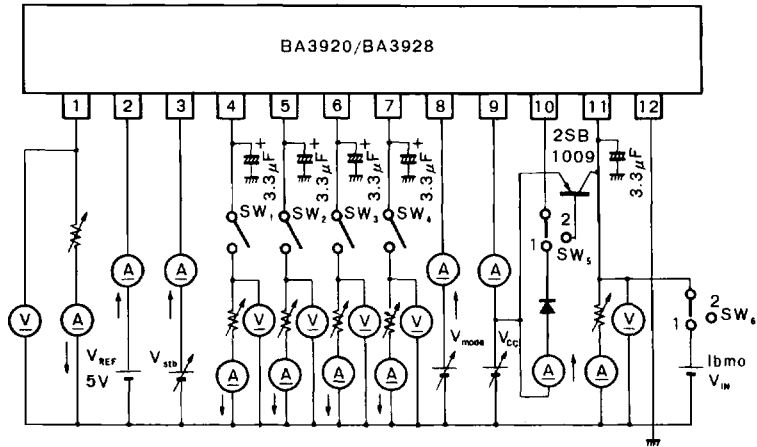 BA3920/BA3928
1 2 3 4 5 6 7 8 9 10 11 12
+ + + +
3.3μF 3.3μF 3.3μF 3.3μF
2SB
1009
3.3μF
SW1 SW2 SW3 SW4
1 2
SW5
V A A A V V V V A A V
1 2
SW6
VREF
5V
Vstb
Vmode
VCC
A A A A A A
Ibmo
VIN